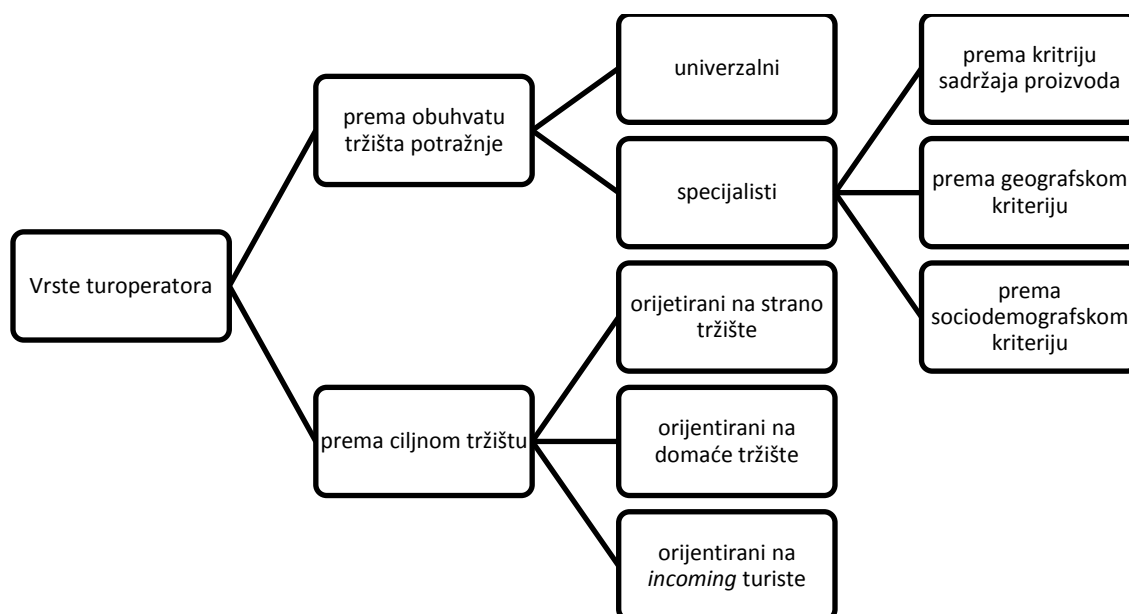 Vrste turoperatora
prema obuhvatu
tržišta potražnje
univerzalni
specijalisti
prema kritriju
sadržaja proizvoda
prema geografskom
kriteriju
prema
sociodemografskom
kriteriju
prema ciljnom tržištu
orijetirani na strano
tržište
orijentirani na
domaće tržište
orijentirani na
incoming turiste